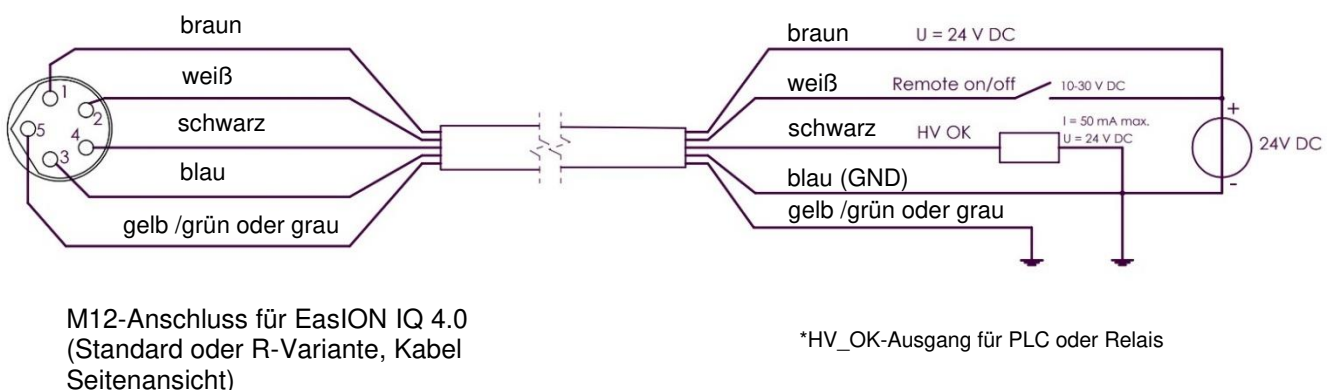 braun
weiß
schwarz
blau
gelb /grün oder grau
1
2
5
4
3
braun U = 24 V DC
weiß Remote on/off 10-30 V DC
schwarz HV OK I = 50 mA max.
U = 24 V DC
+
24V DC
-
blau (GND)
gelb /grün oder grau
M12-Anschluss für EasION IQ 4.0
(Standard oder R-Variante, Kabel
Seitenansicht)
*HV_OK-Ausgang für PLC oder Relais